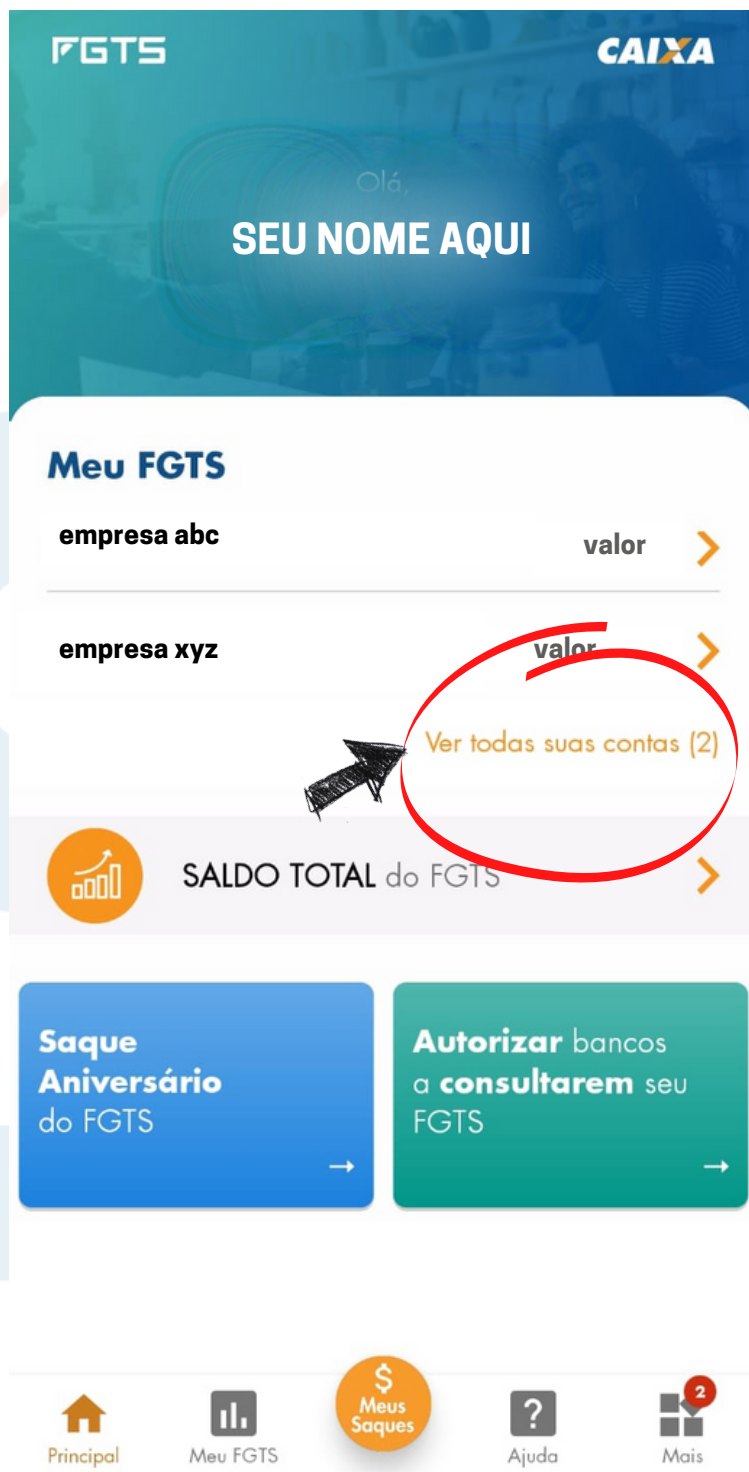 FGTS
CAIXA
Olá,
SEU NOME AQUI
Meu FGTS
empresa abc
valor
empresa xyz
valor
Ver todas suas contas (2)
SALDO TOTAL do FGTS
Saque
Aniversário
do FGTS
Autorizar bancos
a consultarem seu
FGTS
Principal
Meu FGTS
$
Meus
Saques
?
Ajuda
2
Mais